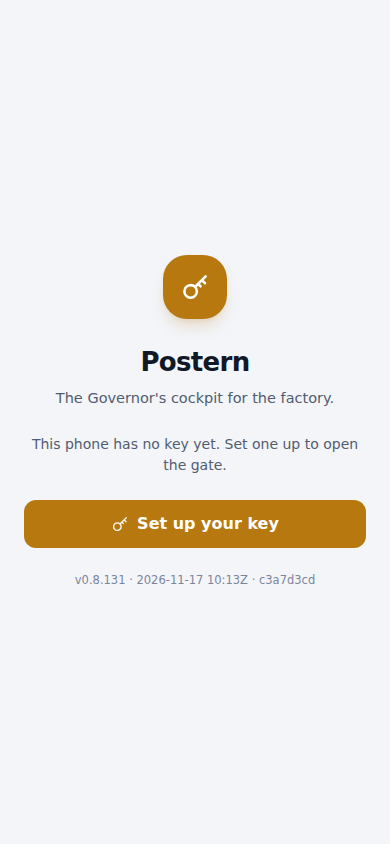 Postern
The Governor's cockpit for the factory.
This phone has no key yet. Set one up to open
the gate.
Set up your key
v0.8.131 · 2026-11-17 10:13Z · c3a7d3cd